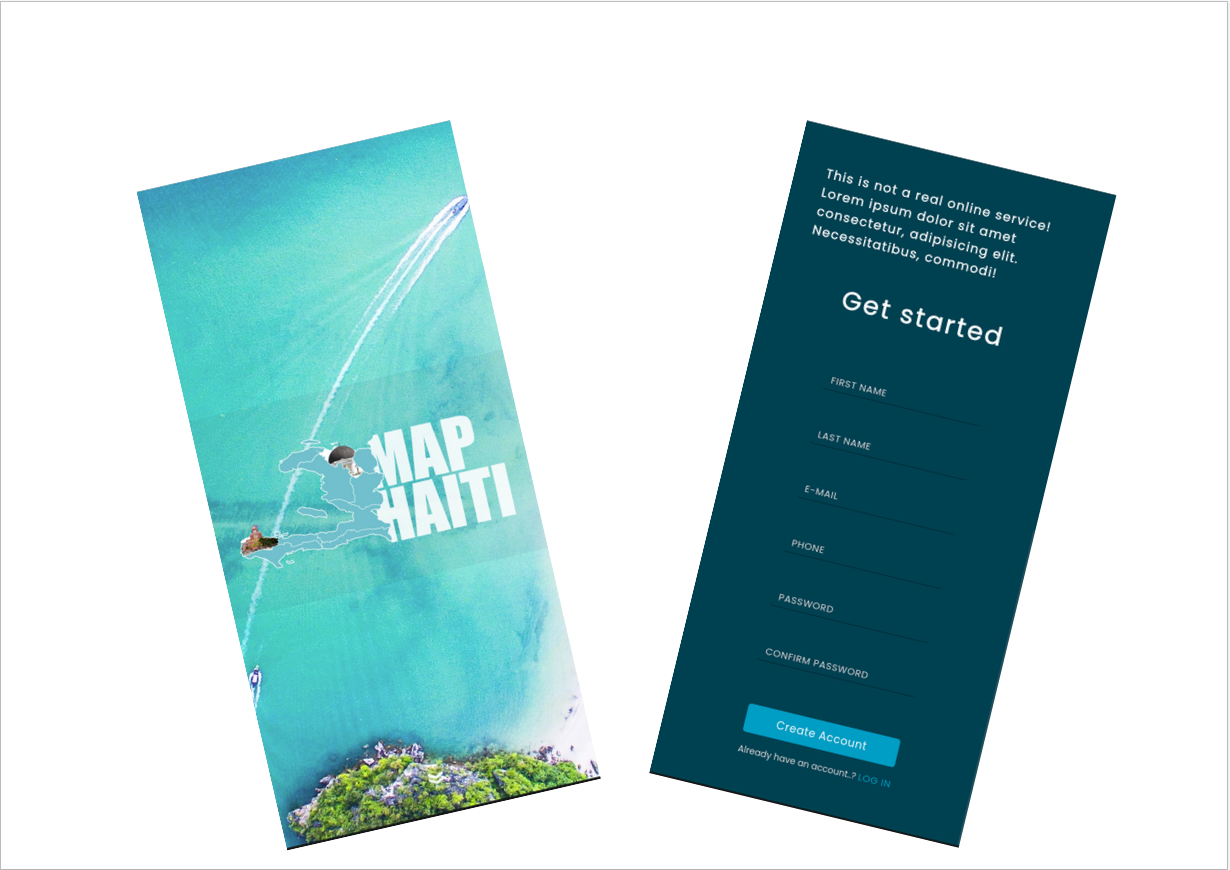 MAP
HAITI
This is not a real online service!
Lorem ipsum dolor sit amet
consectetur, adipisicing elit.
Necessitatibus, commodi!
Get started
FIRST NAME
LAST NAME
E-MAIL
PHONE
PASSWORD
CONFIRM PASSWORD
Create Account
Already have an account..? LOG IN